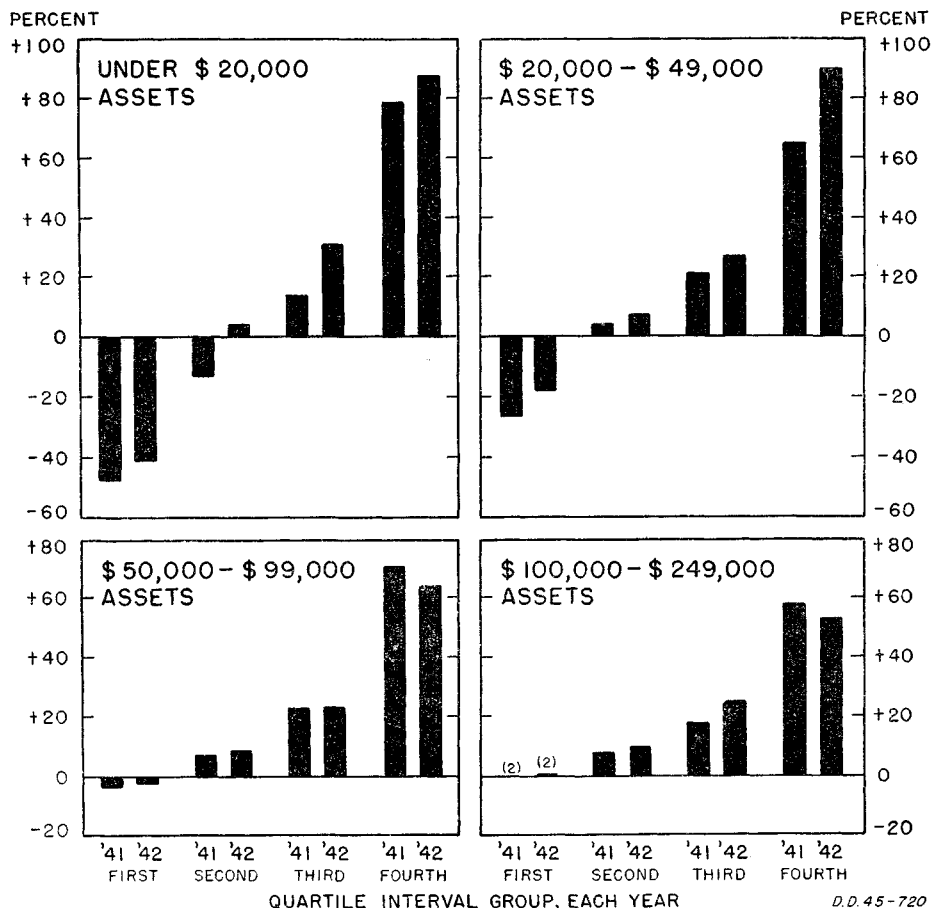 PERCENT
PERCENT
+100
+80
+60
+40
+20
0
-20
-40
-60
UNDER $ 20,000
ASSETS
$ 20,000 - $ 49,000
ASSETS
+100
+80
+60
+40
+20
0
-20
-40
-60
+80
+60
+40
+20
0
-20
$ 50,000 - $ 99,000
ASSETS
$ 100,000 - $ 249,000
ASSETS
(2)
(2)
+80
+60
+40
+20
0
-20
'41 '42 '41 '42 '41 '42 '41 '42
FIRST SECOND THIRD FOURTH
'41 '42 '41 '42 '41 '42 '41 '42
FIRST SECOND THIRD FOURTH
QUARTILE INTERVAL GROUP, EACH YEAR
D.D. 45-720